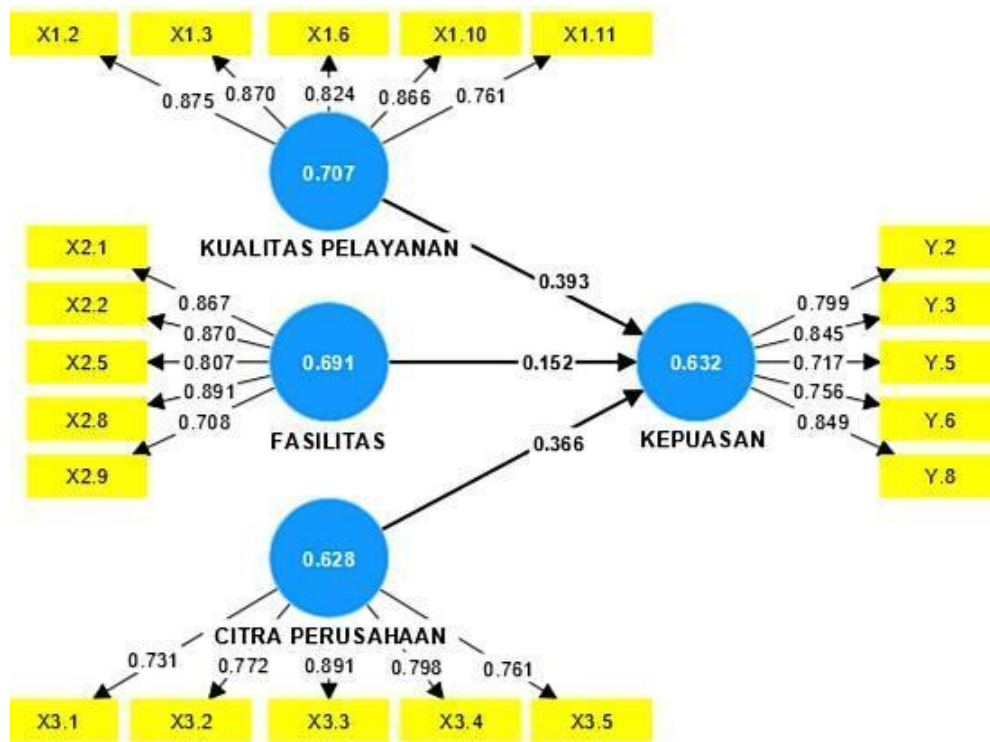 X1.2 X1.3 X1.6 X1.10 X1.11
0.875 0.870 0.824 0.866 0.761
0.707
KUALITAS PELAYANAN
X2.1
X2.2
X2.5
X2.8
X2.9
0.867
0.870
0.807
0.891
0.708
0.691
FASILITAS
0.393
0.152
0.366
0.632
KEPUASAN
0.799
0.845
0.717
0.756
0.849
Y.2
Y.3
Y.5
Y.6
Y.8
0.628
CITRA PERUSAHAAN
0.731 0.772 0.891 0.798 0.761
X3.1 X3.2 X3.3 X3.4 X3.5